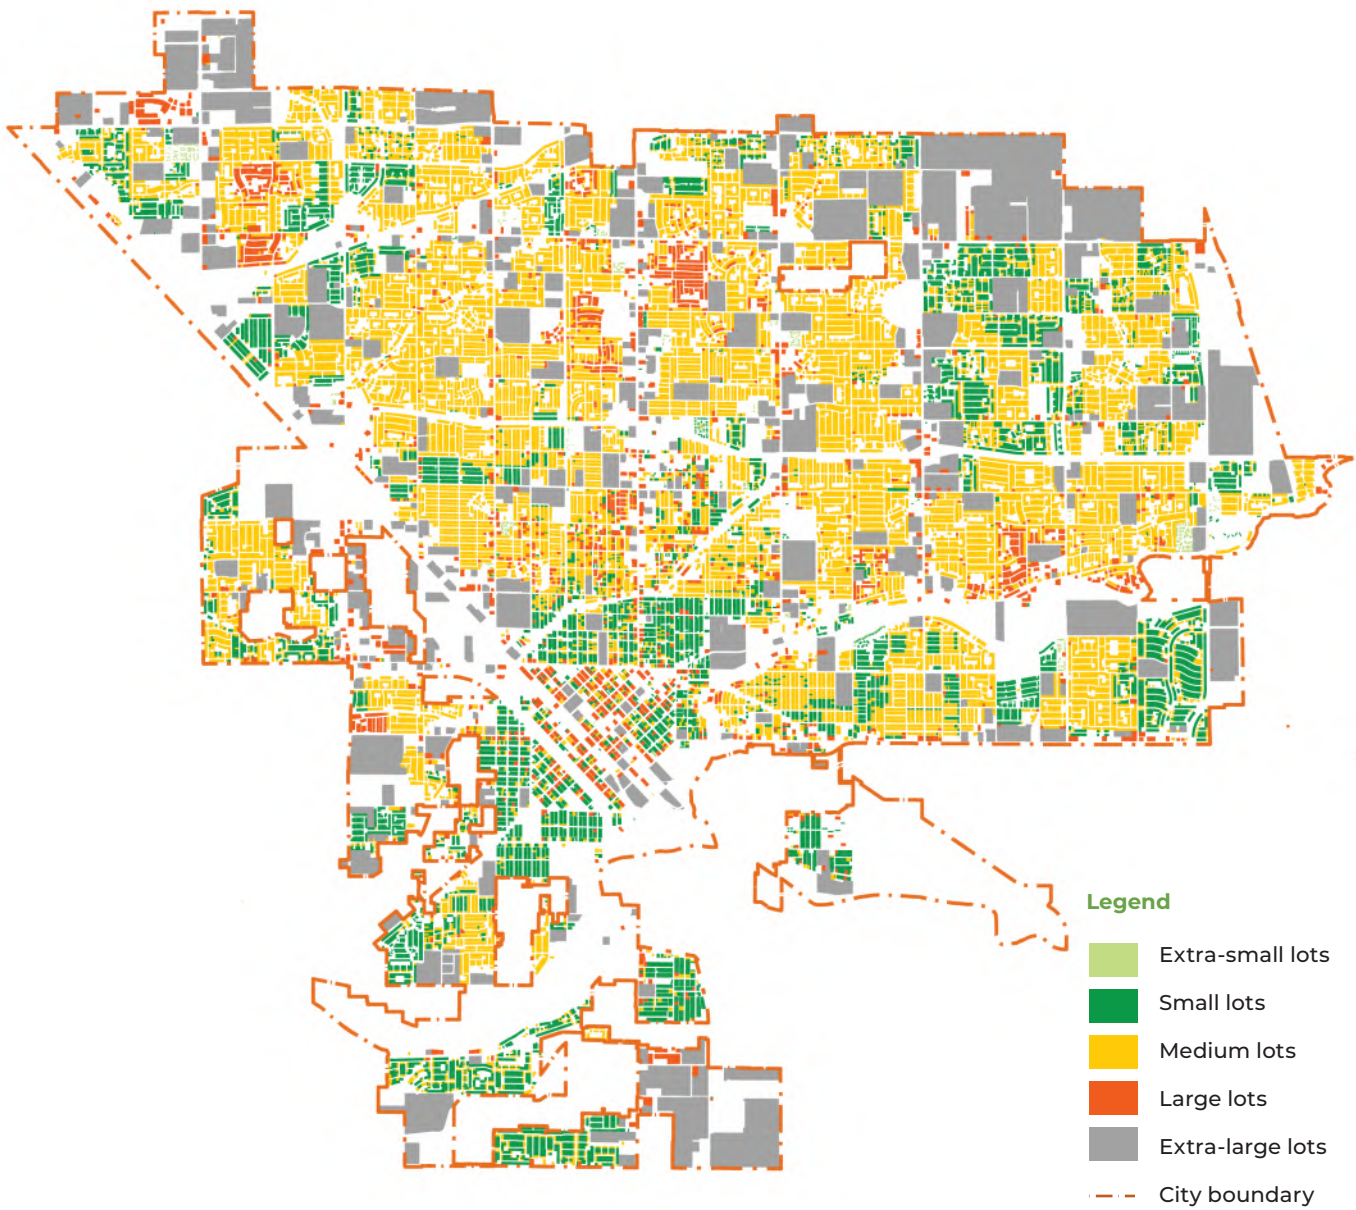 Legend
Extra-small lots
Small lots
Medium lots
Large lots
Extra-large lots
City boundary